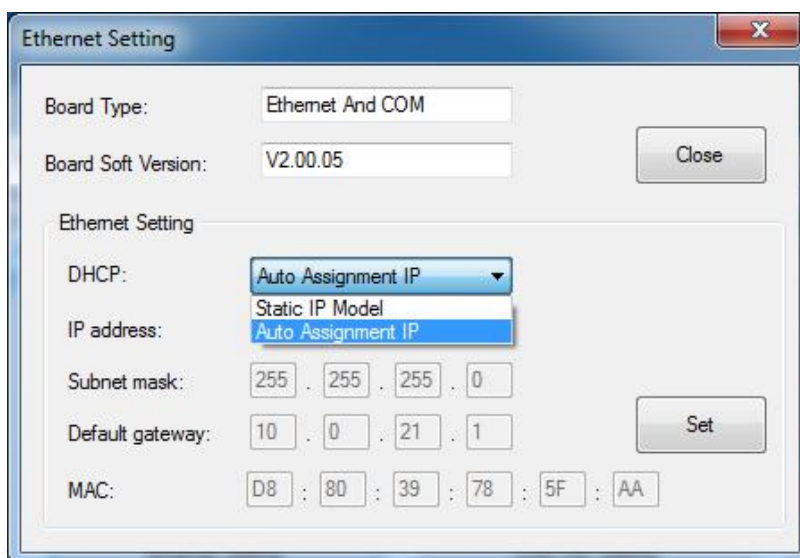 Ethernet Setting
Board Type: Ethernet And COM
Board Soft Version: V2.00.05
Close
Ethernet Setting
DHCP: Auto Assignment IP
Static IP Model
IP address: Auto Assignment IP
Subnet mask: 255 . 255 . 255 . 0
Default gateway: 10 . 0 . 21 . 1
Set
MAC: D8 : 80 : 39 : 78 : 5F : AA